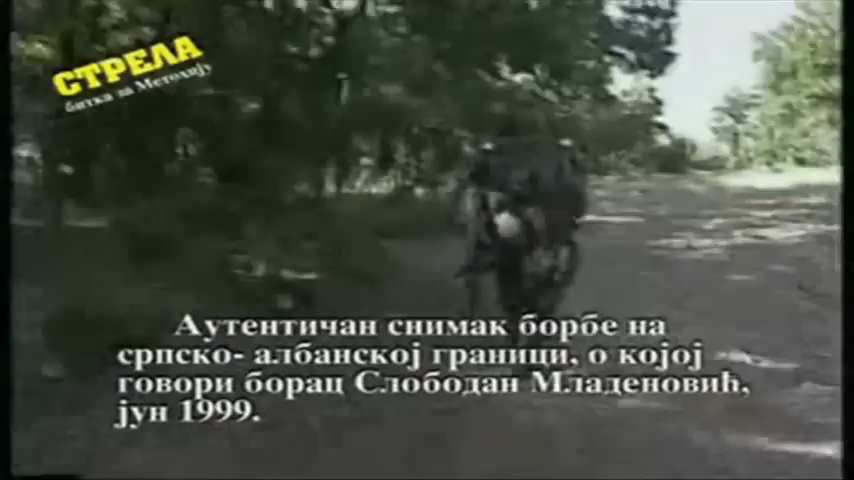 СТРЕЛА
битка за Метохију
Аутентичан снимак борбе на
српско- албанској граници, о којој
говори борац Слободан Младеновић,
јун 1999.